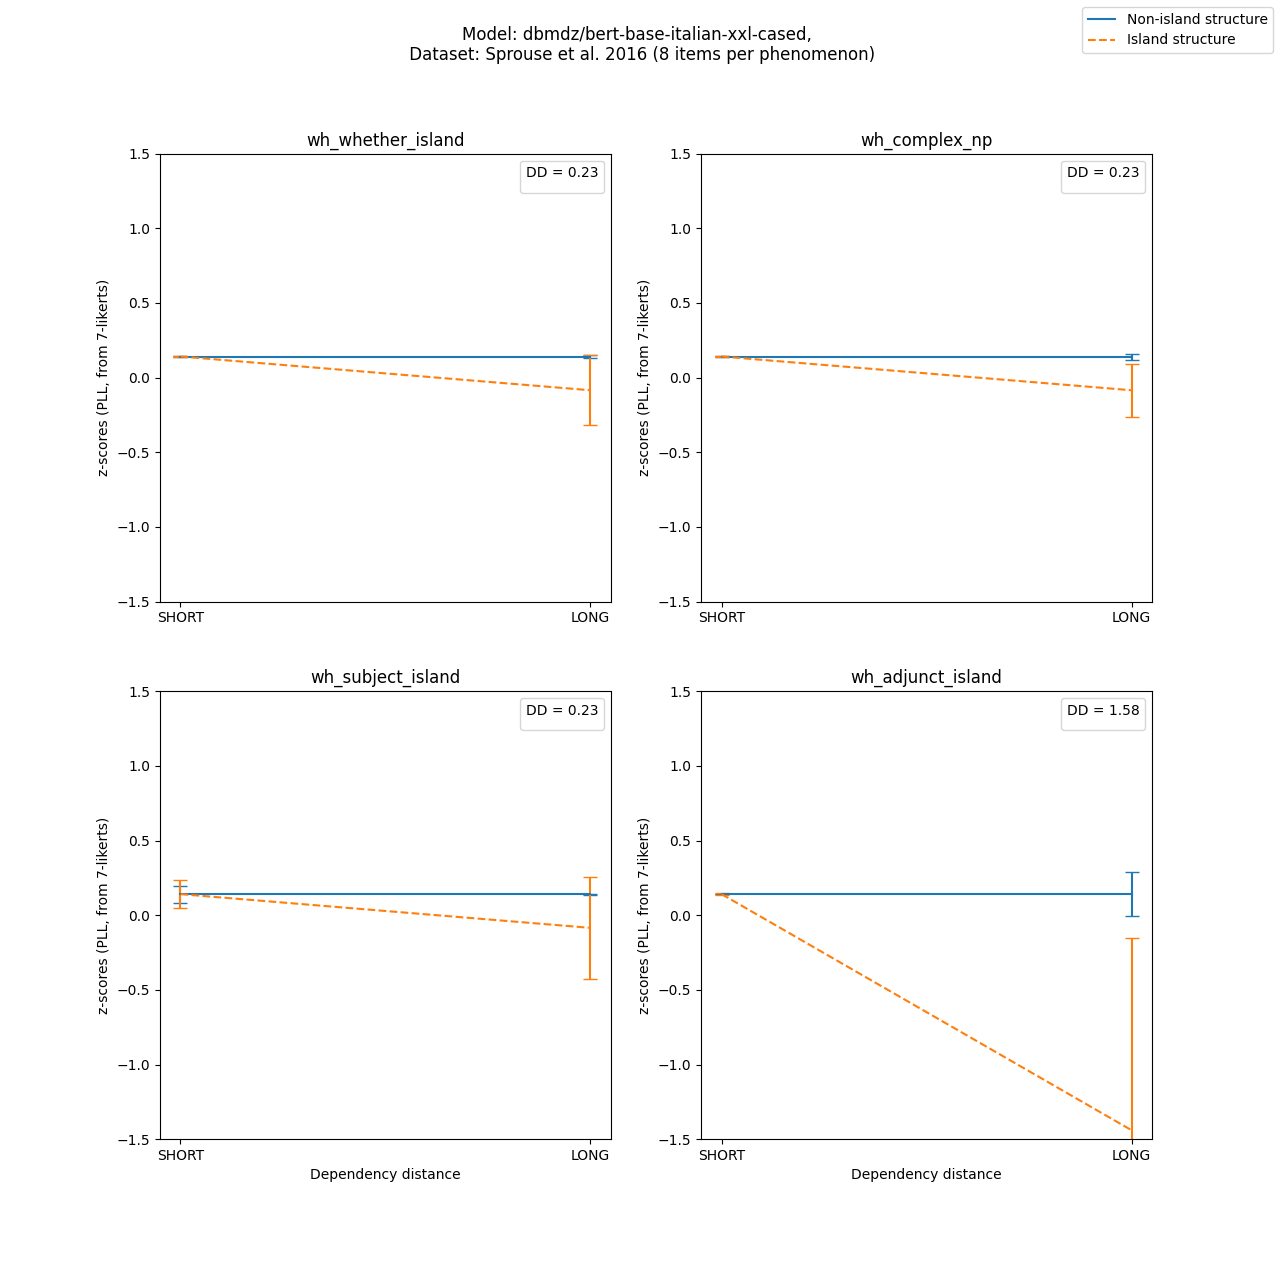 Model: dbmdz/bert-base-italian-xxl-cased,
Dataset: Sprouse et al. 2016 (8 items per phenomenon)
Non-island structure
Island structure
wh_whether_island
DD = 0.23
z-scores (PLL, from 7-likerts)
1.5
1.0
0.5
0.0
−0.5
−1.0
−1.5
SHORT
LONG
wh_complex_np
DD = 0.23
z-scores (PLL, from 7-likerts)
1.5
1.0
0.5
0.0
−0.5
−1.0
−1.5
SHORT
LONG
wh_subject_island
DD = 0.23
z-scores (PLL, from 7-likerts)
1.5
1.0
0.5
0.0
−0.5
−1.0
−1.5
SHORT
LONG
Dependency distance
wh_adjunct_island
DD = 1.58
z-scores (PLL, from 7-likerts)
1.5
1.0
0.5
0.0
−0.5
−1.0
−1.5
SHORT
LONG
Dependency distance